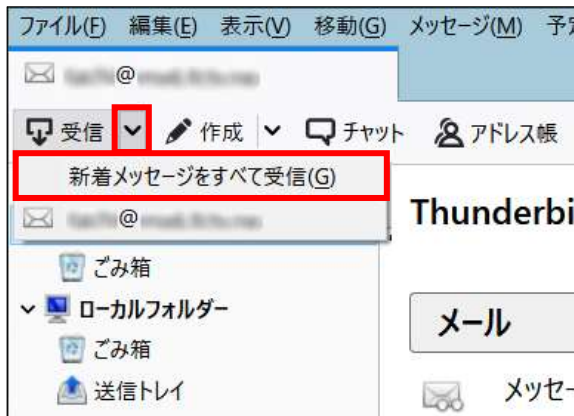 ファイル(F) 編集(E) 表示(V) 移動(G) メッセージ(M) 予
@
受信 作成 チャット アドレス帳
新着メッセージをすべて受信(G)
@
Thunderbi
ごみ箱
ローカルフォルダー
メール
ごみ箱
送信トレイ
メッセー